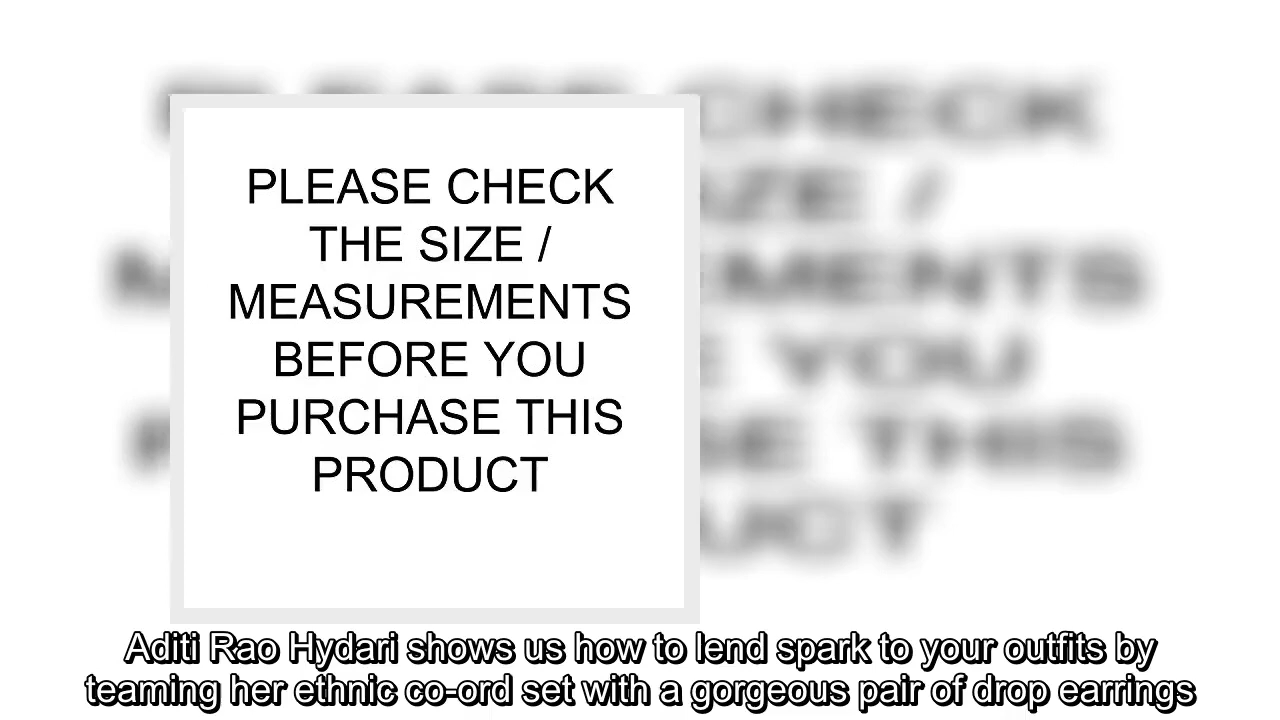 PLEASE CHECK
THE SIZE /
MEASUREMENTS
BEFORE YOU
PURCHASE THIS
PRODUCT
Aditi Rao Hydari shows us how to lend spark to your outfits by
teaming her ethnic co-ord set with a gorgeous pair of drop earrings